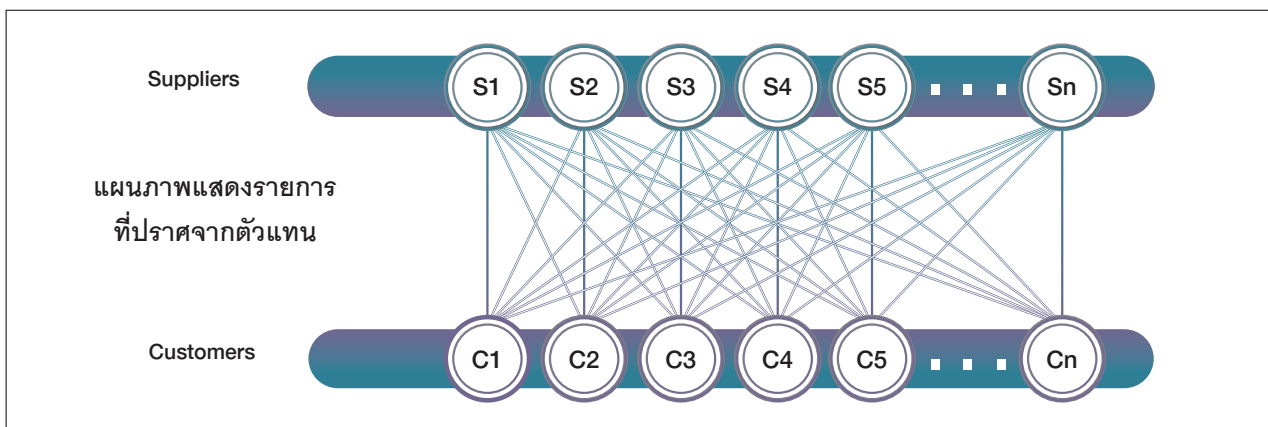 Suppliers
S1 S2 S3 S4 S5 Sn
แผนภาพแสดงรายการ
ที่ปราศจากตัวแทน
Customers
C1 C2 C3 C4 C5 Cn